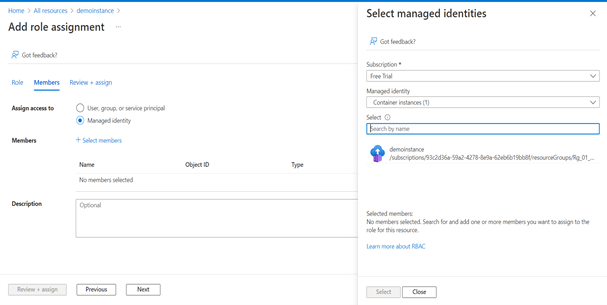 Home > All resources > demoinstance >
Add role assignment ...
Got feedback?
Role Members Review + assign
Assign access to
User, group, or service principal
Managed identity
Members
+ Select members
Name Object ID Type
No members selected
Description
Optional
Review + assign Previous Next
Select managed identities
Got feedback?
Subscription *
Free Trial
Managed identity
Container instances (1)
Select
Search by name
demoinstance
/subscriptions/93c2d36a-59a2-4278-8e9a-62eb6b19bb8f/resourceGroups/Rg_01_...
Selected members:
No members selected. Search for and add one or more members you want to assign to the
role for this resource.
Learn more about RBAC
Select Close